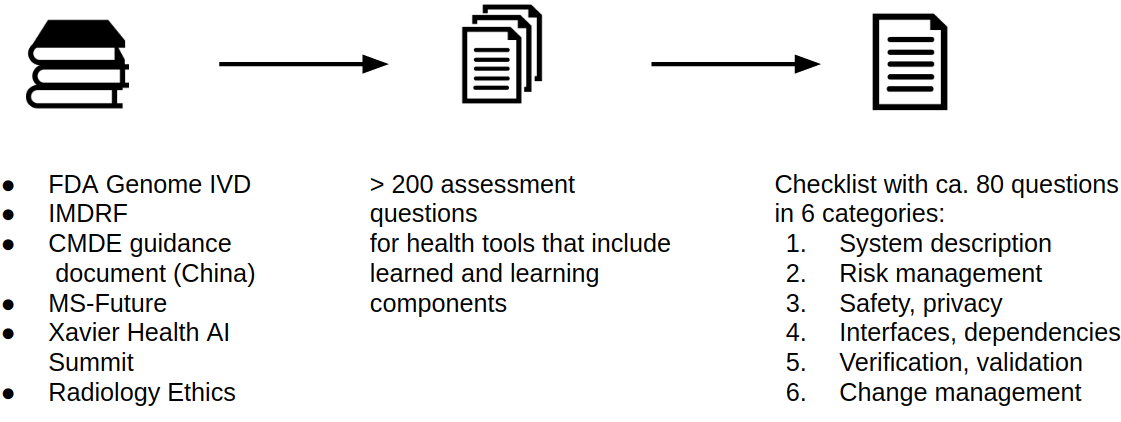 ● FDA Genome IVD
● IMDRF
● CMDE guidance
document (China)
● MS-Future
● Xavier Health AI
Summit
● Radiology Ethics
> 200 assessment
questions
for health tools that include
learned and learning
components
Checklist with ca. 80 questions
in 6 categories:
1. System description
2. Risk management
3. Safety, privacy
4. Interfaces, dependencies
5. Verification, validation
6. Change management